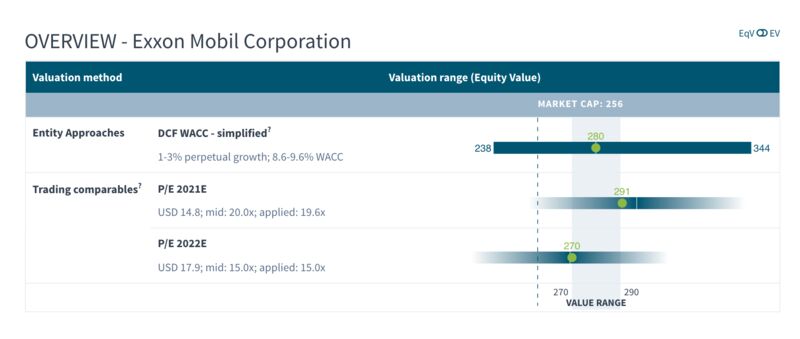 OVERVIEW - Exxon Mobil Corporation
EqV EV
Valuation method Valuation range (Equity Value)
MARKET CAP: 256
Entity Approaches DCF WACC - simplified?
280
238 344
1-3% perpetual growth; 8.6-9.6% WACC
Trading comparables? P/E 2021E
291
USD 14.8; mid: 20.0x; applied: 19.6x
P/E 2022E
270
USD 17.9; mid: 15.0x; applied: 15.0x
270 290
VALUE RANGE